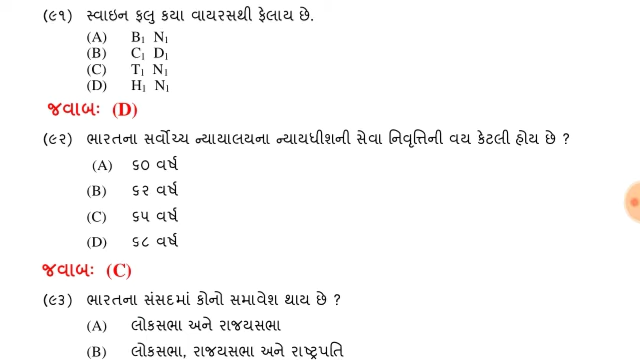 (૯૧) સ્વાઇન ફ્લુ કયા વાયરસથી ફેલાય છે.
(A) B₁ N₁
(B) C₁ D₁
(C) T₁ N₁
(D) H₁ N₁
જવાબઃ (D)
(૯૨) ભારતના સર્વોચ્ચ ન્યાયાલયના ન્યાયધીશની સેવા નિવૃત્તિની વય કેટલી હોય છે ?
(A) ૬૦ વર્ષ
(B) ૬૨ વર્ષ
(C) ૬૫ વર્ષ
(D) ૬૮ વર્ષ
જવાબઃ (C)
(૯૩) ભારતના સંસદમાં કોનો સમાવેશ થાય છે ?
(A) લોકસભા અને રાજયસભા
(B) લોકસભા, રાજયસભા અને રાષ્ટ્રપતિ